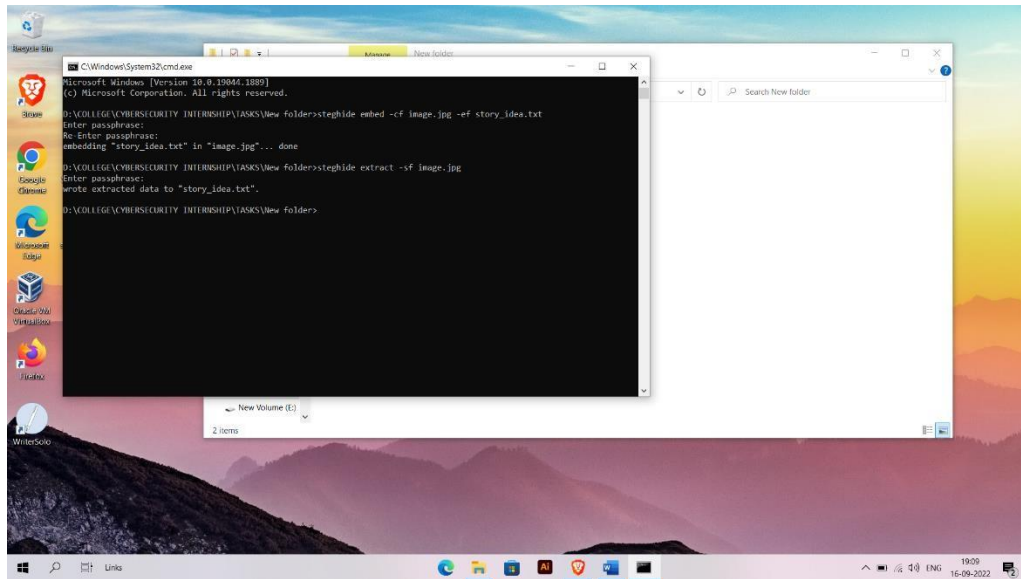 Recycle Bin
Manage
New folder
C:\Windows\System32\cmd.exe
Microsoft Windows [Version 10.0.19044.1889]
(c) Microsoft Corporation. All rights reserved.
D:\COLLEGE\CYBERSECURITY INTERNSHIP\TASKS\New folder>steghide embed -cf image.jpg -ef story_idea.txt
Enter passphrase:
Re-Enter passphrase:
embedding "story_idea.txt" in "image.jpg"... done
D:\COLLEGE\CYBERSECURITY INTERNSHIP\TASKS\New folder>steghide extract -sf image.jpg
Enter passphrase:
wrote extracted data to "story_idea.txt".
D:\COLLEGE\CYBERSECURITY INTERNSHIP\TASKS\New folder>
Search New folder
Brave
Google
Chrome
Microsoft
Edge
Oracle VM
VirtualBox
Firefox
WriterSolo
New Volume (E:)
2 items
Links
Ai
ENG
19:09
16-09-2022
2